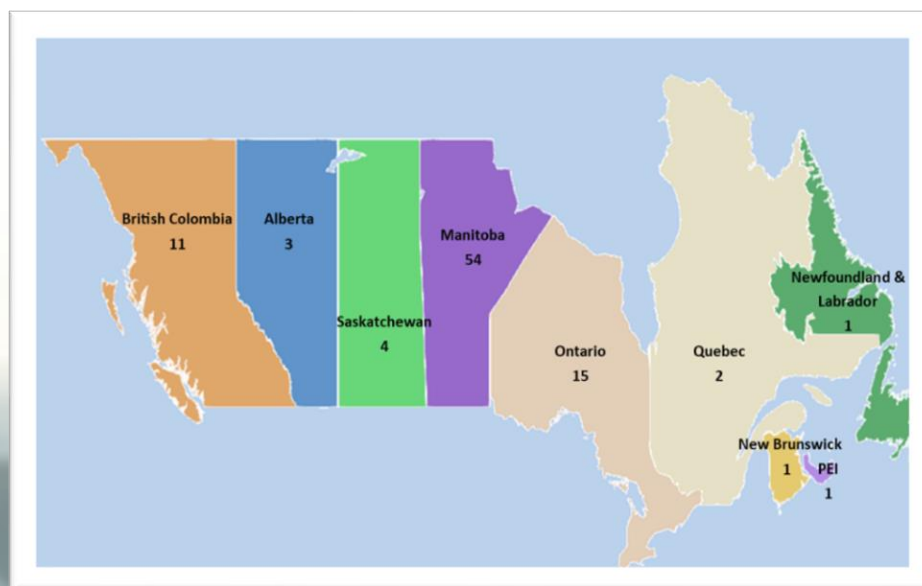 British Colombia
11
Alberta
3
Saskatchewan
4
Manitoba
54
Ontario
15
Quebec
2
Newfoundland &
Labrador
1
New Brunswick
1
PEI
1